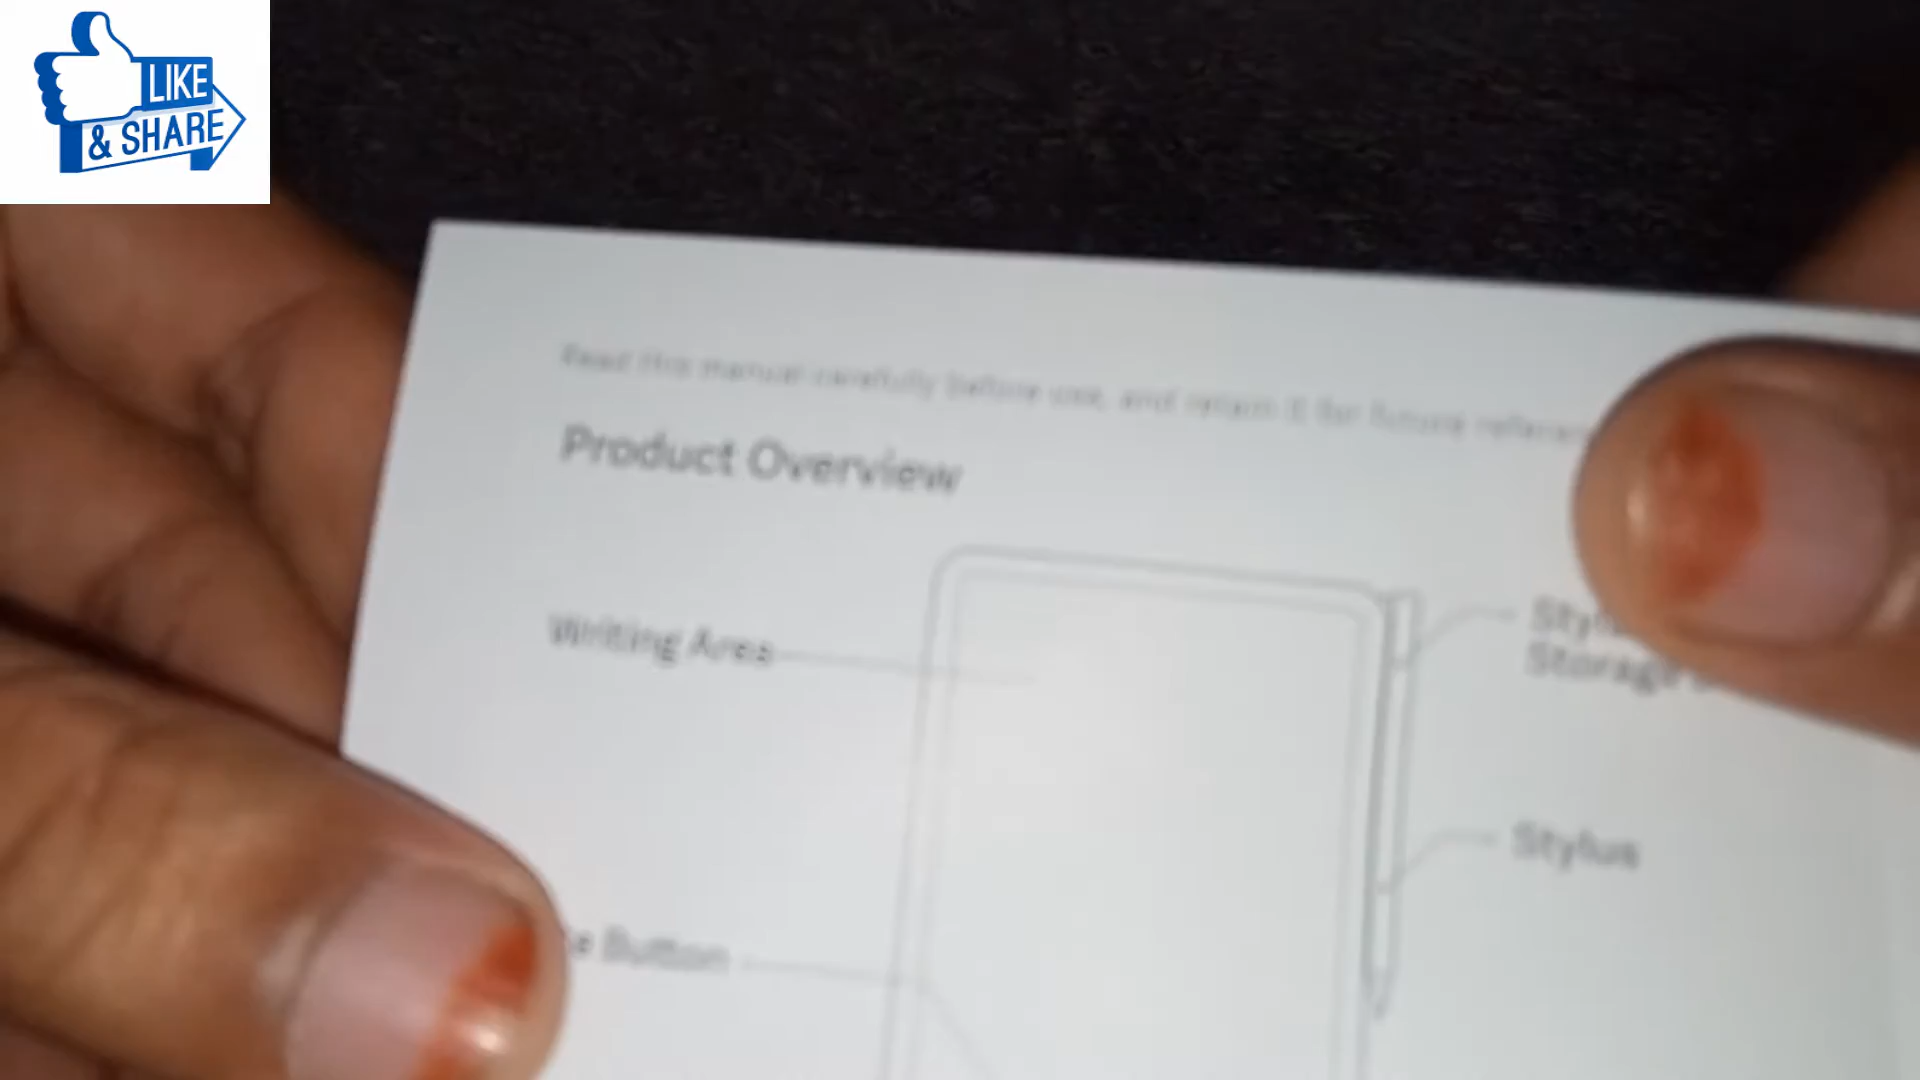 LIKE
& SHARE
Read this manual carefully before use, and retain it for future
Product Overview
Writing Area
Storage
Stylus
Button